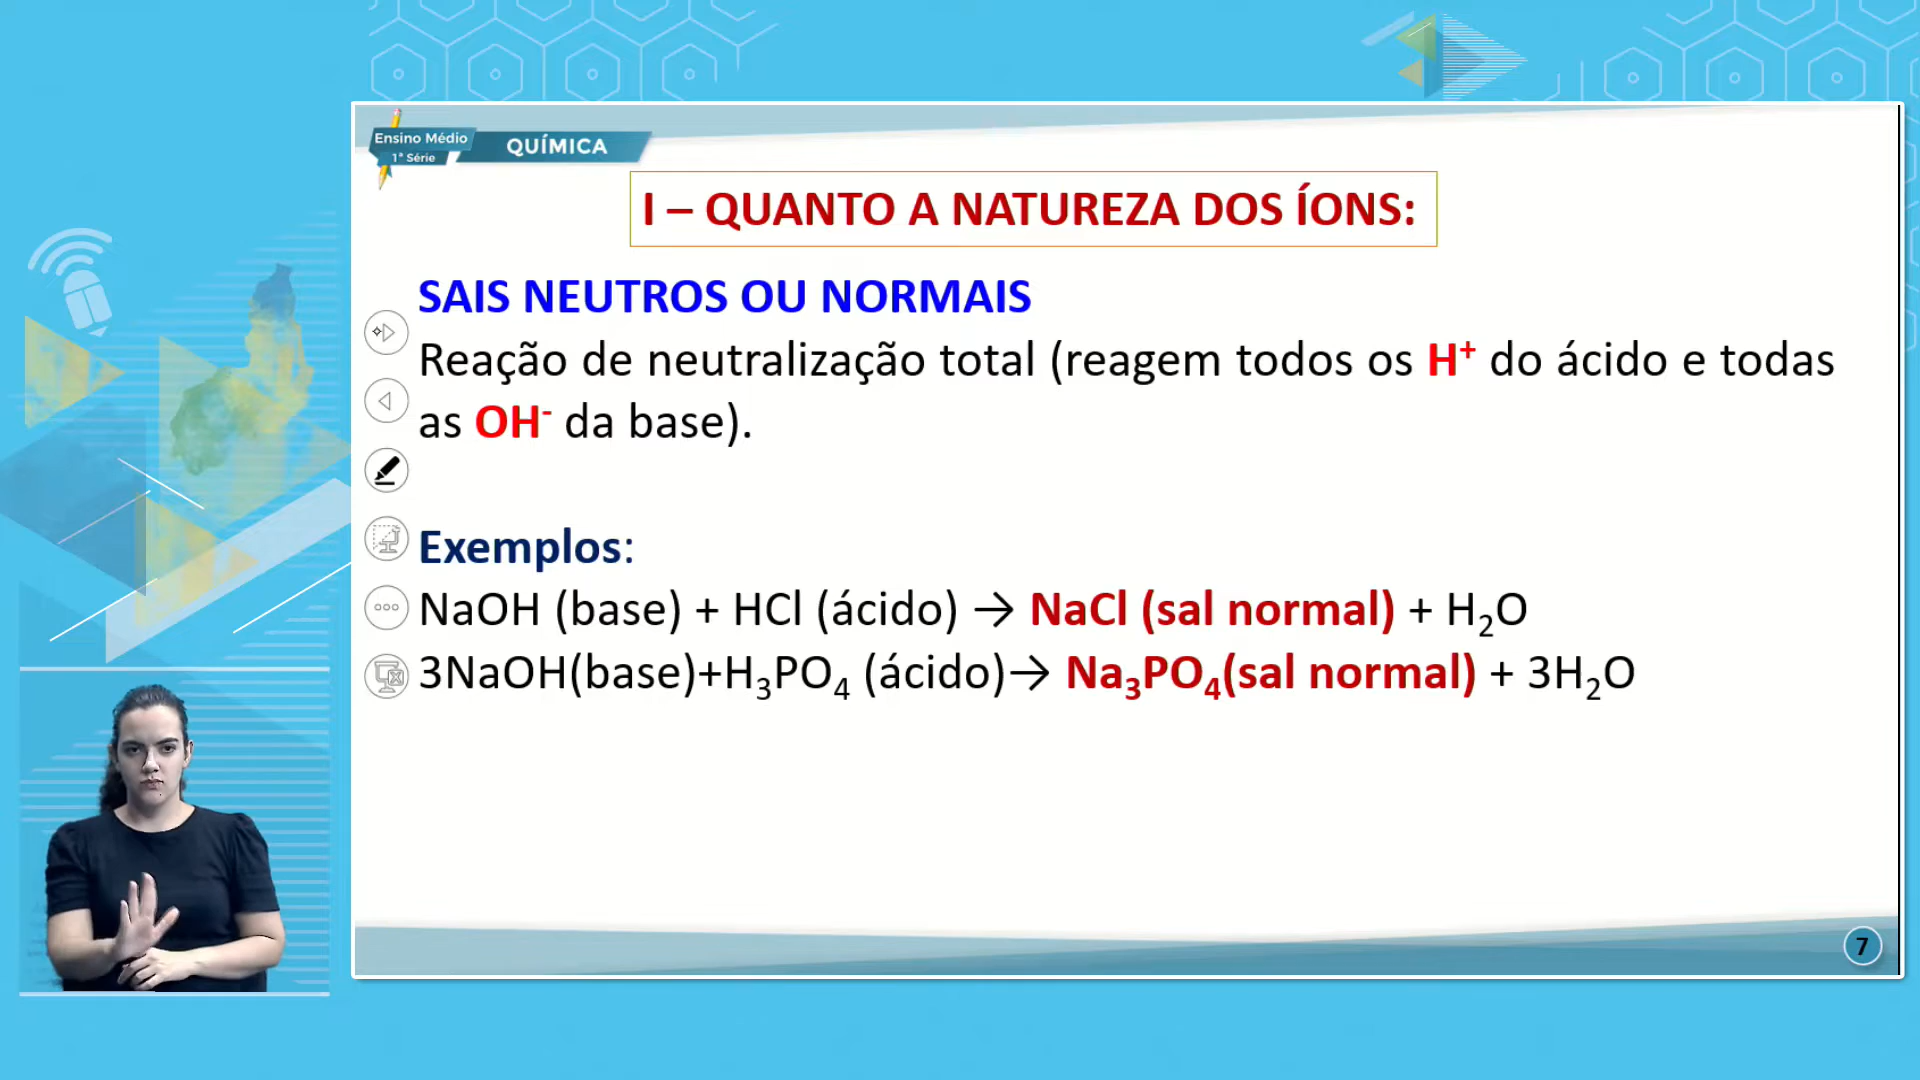 Ensino Médio
1ª Série
QUÍMICA
I – QUANTO A NATUREZA DOS ÍONS:
SAIS NEUTROS OU NORMAIS
Reação de neutralização total (reagem todos os H⁺ do ácido e todas
as OH⁻ da base).
Exemplos:
NaOH (base) + HCl (ácido) → NaCl (sal normal) + H₂O
3NaOH(base)+H₃PO₄ (ácido)→ Na₃PO₄(sal normal) + 3H₂O
7